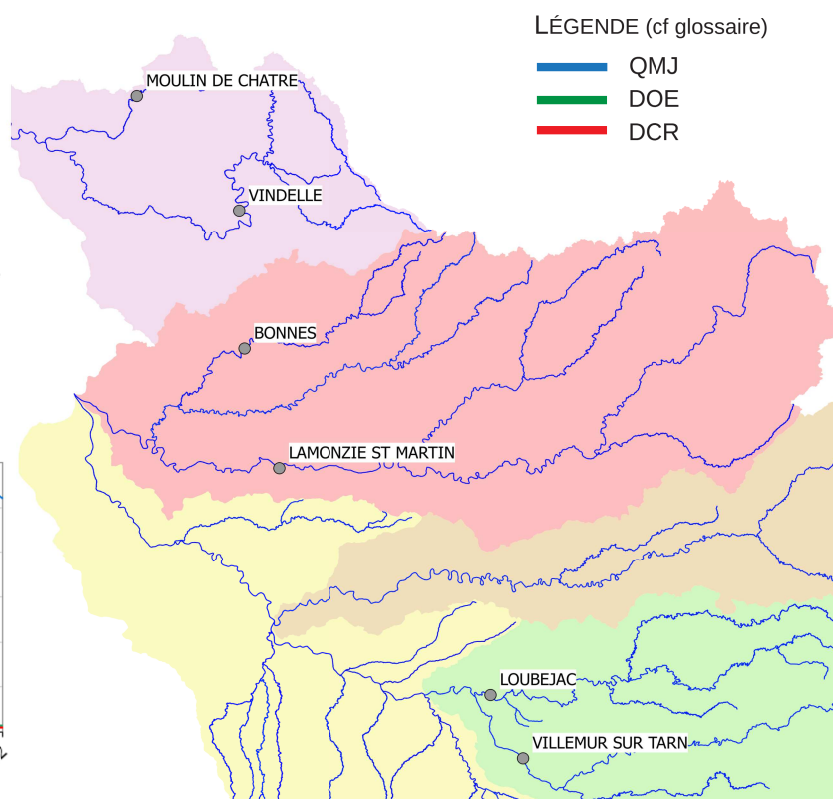 LÉGENDE (cf glossaire)
QMJ
DOE
DCR
MOULIN DE CHATRE
VINDELLE
BONNES
LAMONZIE ST MARTIN
LOUBEJAC
VILLEMUR SUR TARN